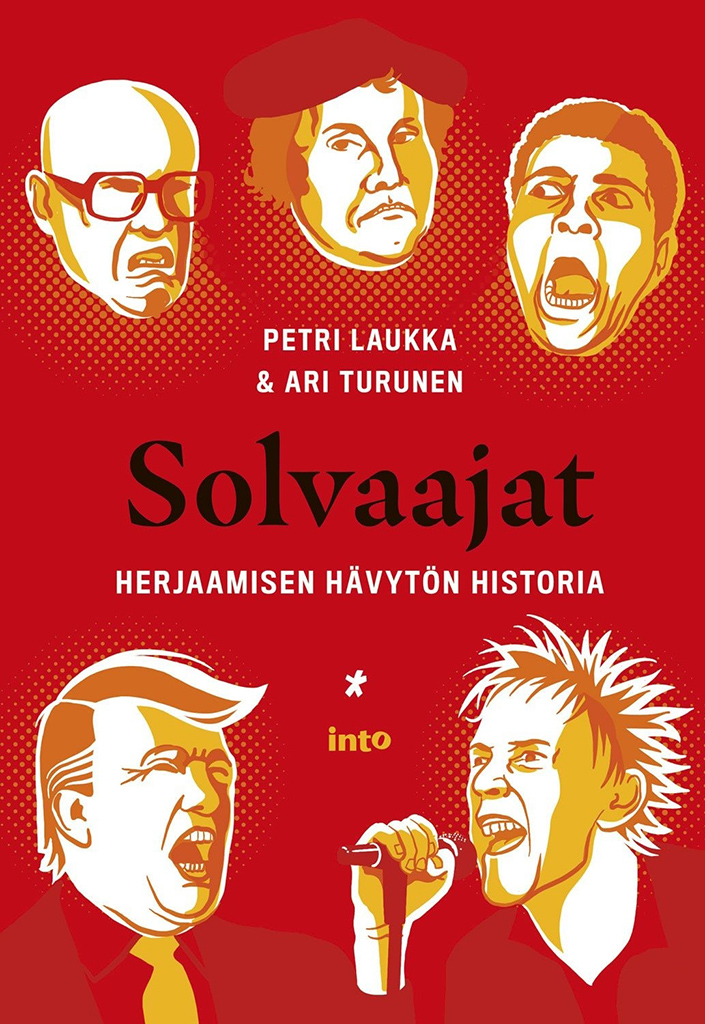 PETRI LAUKKA
& ARI TURUNEN
Solvaajat
HERJAAMISEN HÄVYTÖN HISTORIA
*
into